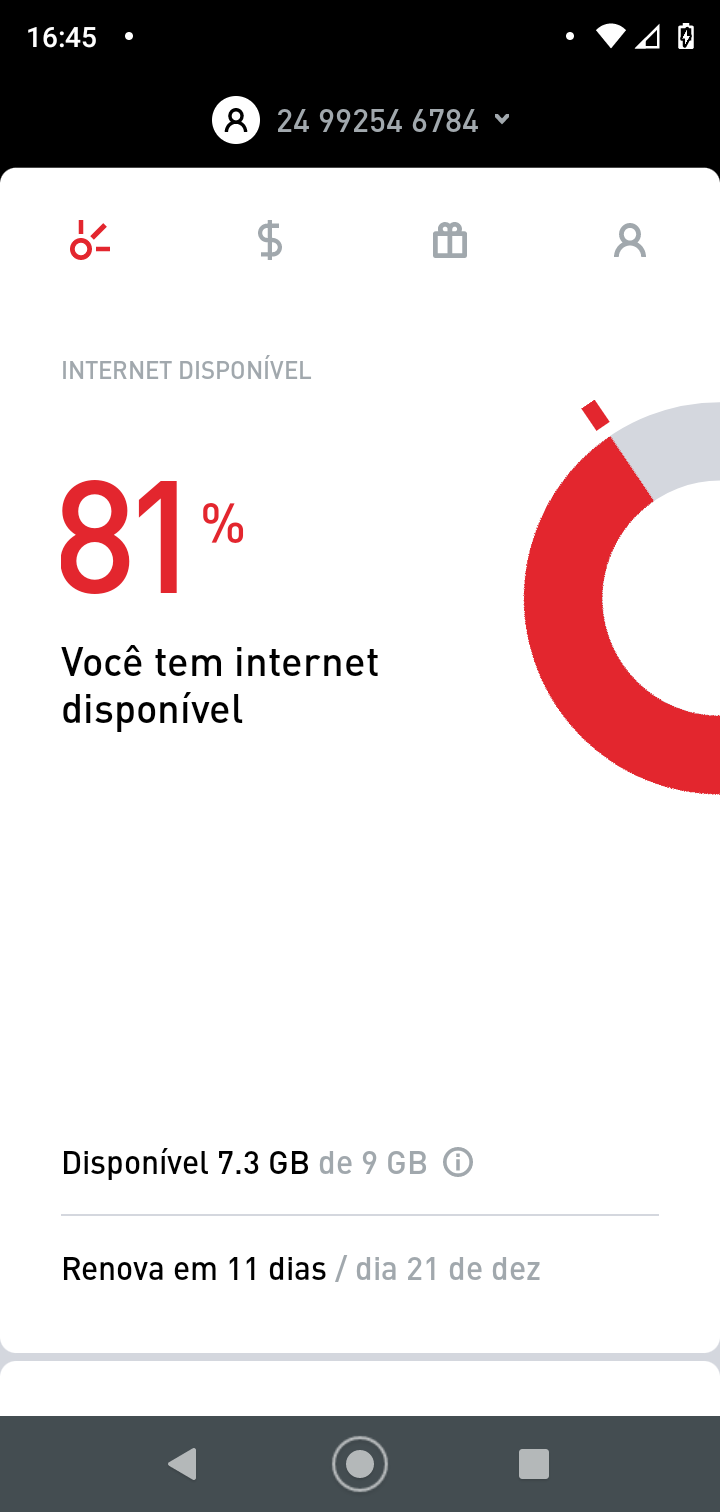 16:45
24 99254 6784
INTERNET DISPONÍVEL
81%
Você tem internet
disponível
Disponível 7.3 GB de 9 GB
Renova em 11 dias / dia 21 de dez